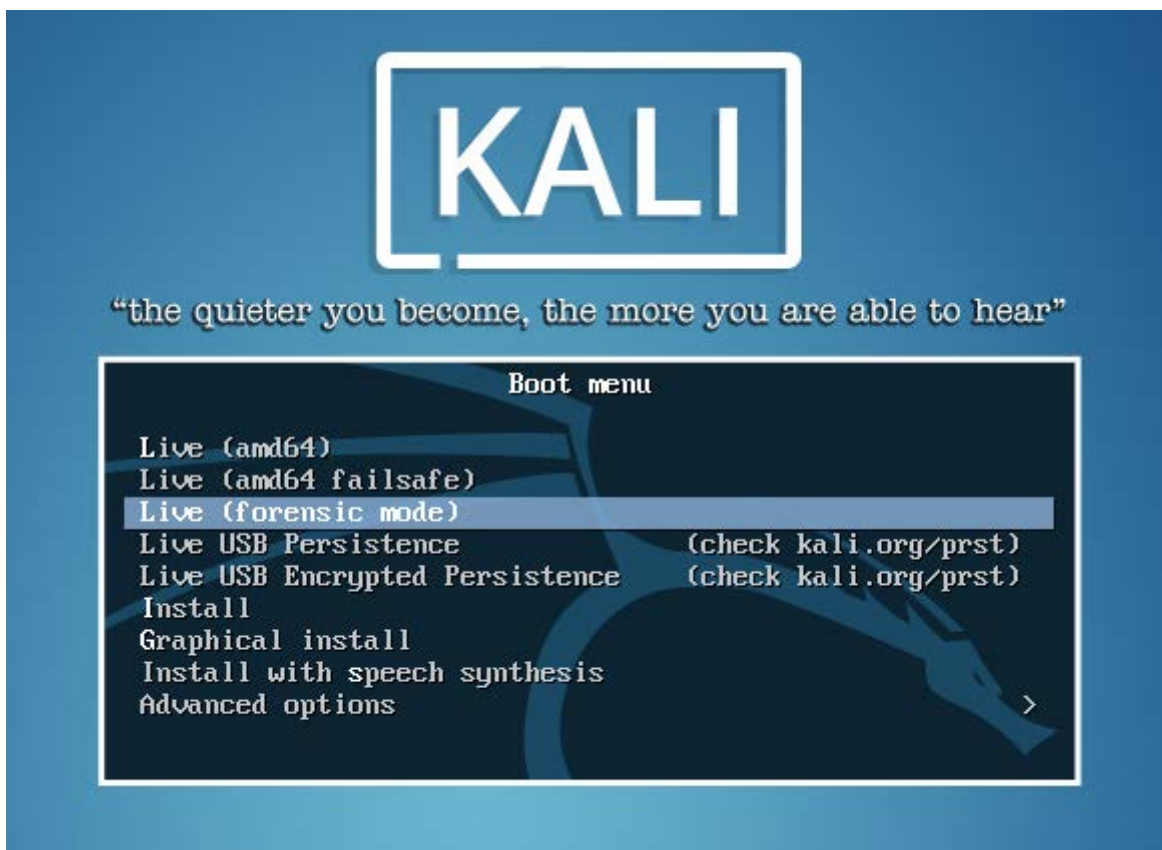 KALI
“the quieter you become, the more you are able to hear”
Boot menu
Live (amd64)
Live (amd64 failsafe)
Live (forensic mode)
Live USB Persistence (check kali.org/prst)
Live USB Encrypted Persistence (check kali.org/prst)
Install
Graphical install
Install with speech synthesis
Advanced options >